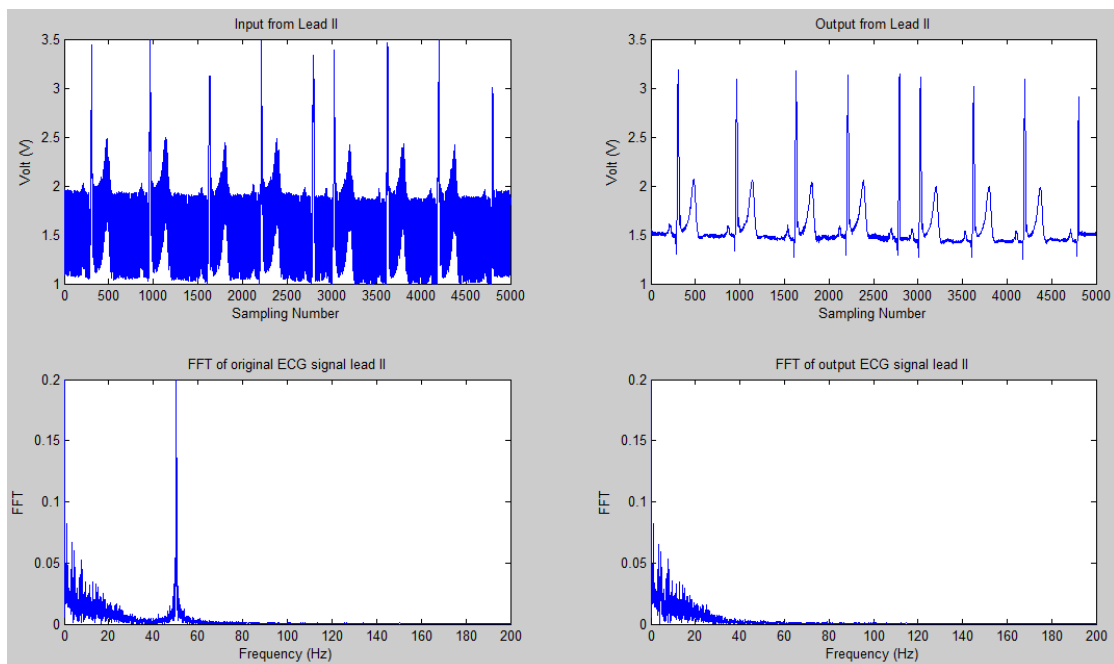 Input from Lead II
Output from Lead II
Volt (V)
3.5
3
2.5
2
1.5
1
0 500 1000 1500 2000 2500 3000 3500 4000 4500 5000
Sampling Number
Volt (V)
3.5
3
2.5
2
1.5
1
0 500 1000 1500 2000 2500 3000 3500 4000 4500 5000
Sampling Number
FFT of original ECG signal lead II
FFT of output ECG signal lead II
FFT
0.2
0.15
0.1
0.05
0
0 20 40 60 80 100 120 140 160 180 200
Frequency (Hz)
FFT
0.2
0.15
0.1
0.05
0
0 20 40 60 80 100 120 140 160 180 200
Frequency (Hz)